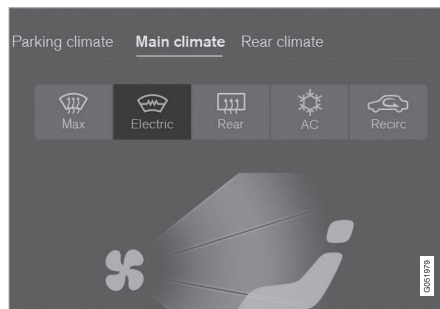 Parking climate Main climate Rear climate
Max Electric Rear AC Recirc
G051979